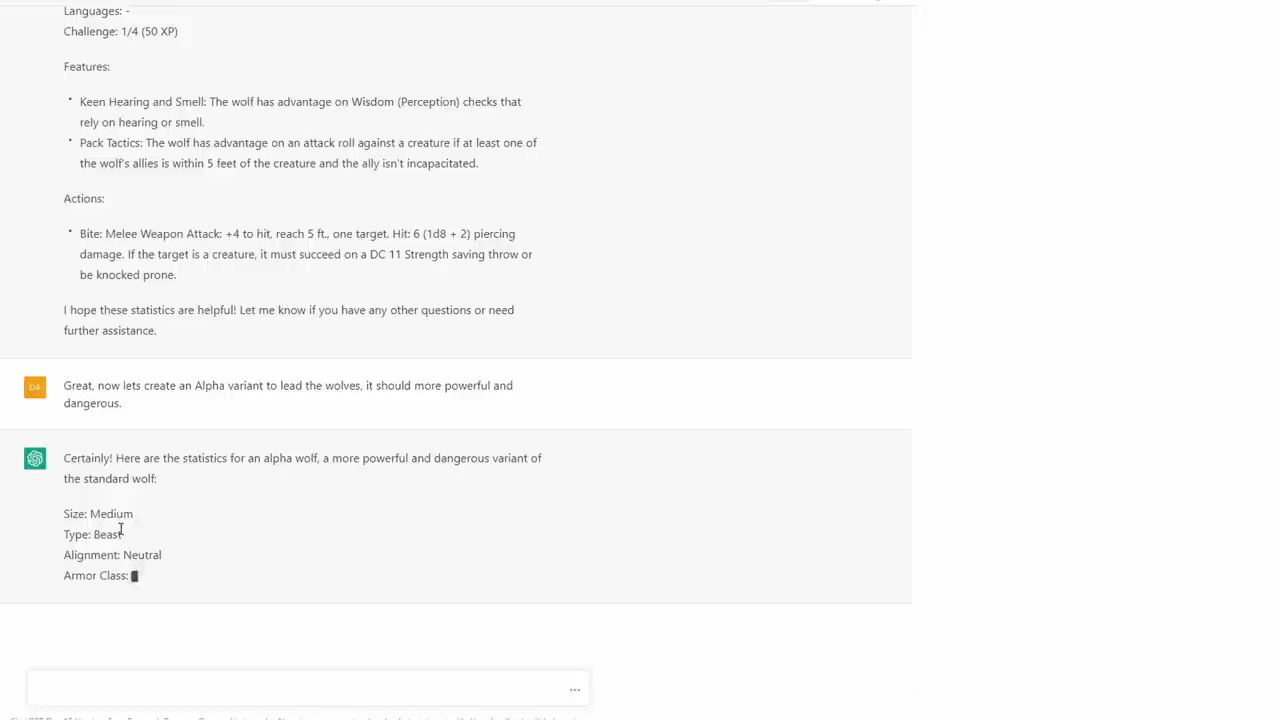 Languages: -
Challenge: 1/4 (50 XP)
Features:
• Keen Hearing and Smell: The wolf has advantage on Wisdom (Perception) checks that
rely on hearing or smell.
• Pack Tactics: The wolf has advantage on an attack roll against a creature if at least one of
the wolf's allies is within 5 feet of the creature and the ally isn't incapacitated.
Actions:
• Bite: Melee Weapon Attack: +4 to hit, reach 5 ft., one target. Hit: 6 (1d8 + 2) piercing
damage. If the target is a creature, it must succeed on a DC 11 Strength saving throw or
be knocked prone.
I hope these statistics are helpful! Let me know if you have any other questions or need
further assistance.
DA
Great, now lets create an Alpha variant to lead the wolves, it should more powerful and
dangerous.
Certainly! Here are the statistics for an alpha wolf, a more powerful and dangerous variant of
the standard wolf:
Size: Medium
Type: Beast
Alignment: Neutral
Armor Class: